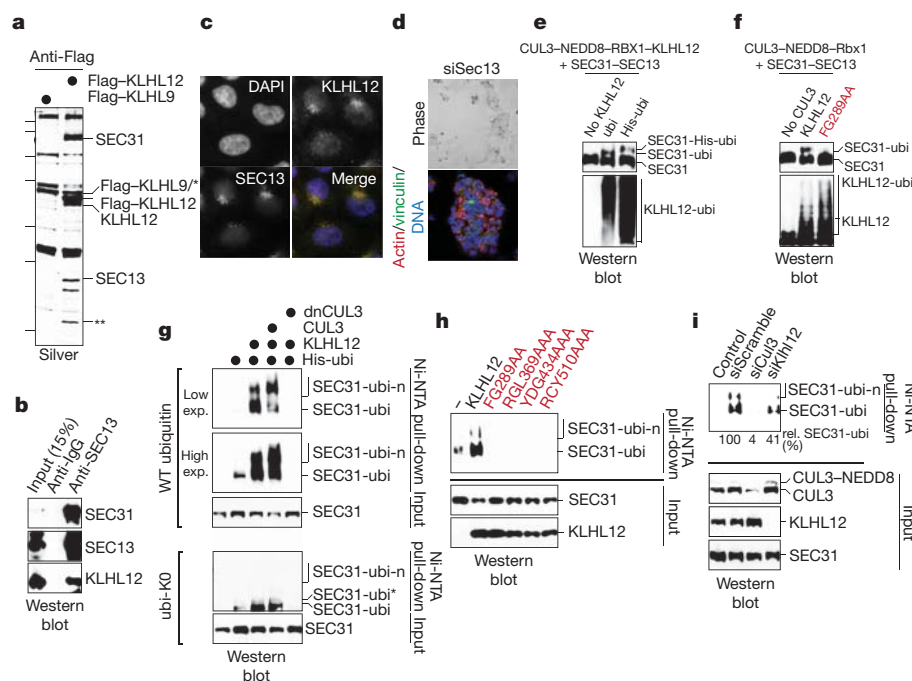 a
Anti-Flag
Flag–KLHL12
Flag–KLHL9
SEC31
Flag–KLHL9/*
Flag–KLHL12
KLHL12
SEC13
**
Silver
b
Input (15%)
Anti-IgG
Anti-SEC13
SEC31
SEC13
KLHL12
Western
blot
c
DAPI
KLHL12
SEC13
Merge
d
siSec13
Phase
Actin/vinculin/
DNA
e
CUL3–NEDD8–RBX1–KLHL12
+ SEC31–SEC13
No KLHL12
ubi
His-ubi
SEC31-His-ubi
SEC31-ubi
SEC31
KLHL12-ubi
Western
blot
f
CUL3–NEDD8–Rbx1
+ SEC31–SEC13
No CUL3
KLHL12
FG289AA
SEC31-ubi
SEC31
KLHL12-ubi
KLHL12
Western
blot
g
dnCUL3
CUL3
KLHL12
His-ubi
WT ubiquitin
Low
exp.
SEC31-ubi-n
SEC31-ubi
High
exp.
SEC31-ubi-n
SEC31-ubi
SEC31
Ni-NTA pull-down
Input
ubi-K0
SEC31-ubi-n
SEC31-ubi*
SEC31-ubi
SEC31
Ni-NTA
pull-down
Input
Western
blot
h
–
KLHL12
FG289AA
RGL369AAA
YDG434AAA
RCY510AAA
SEC31-ubi-n
SEC31-ubi
Ni-NTA
pull-down
SEC31
KLHL12
Input
Western
blot
i
Control
siScramble
siCul3
siKlhl12
SEC31-ubi-n
SEC31-ubi
100 4 41 rel. SEC31-ubi
(%)
Ni-NTA
pull-down
CUL3–NEDD8
CUL3
KLHL12
SEC31
Input
Western
blot